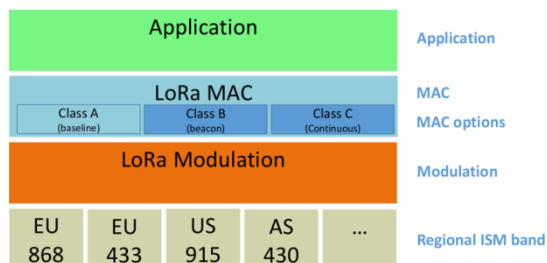 Application
Application
LoRa MAC
MAC
Class A
(baseline)
Class B
(beacon)
Class C
(Continuous)
MAC options
LoRa Modulation
Modulation
EU
868
EU
433
US
915
AS
430
...
Regional ISM band